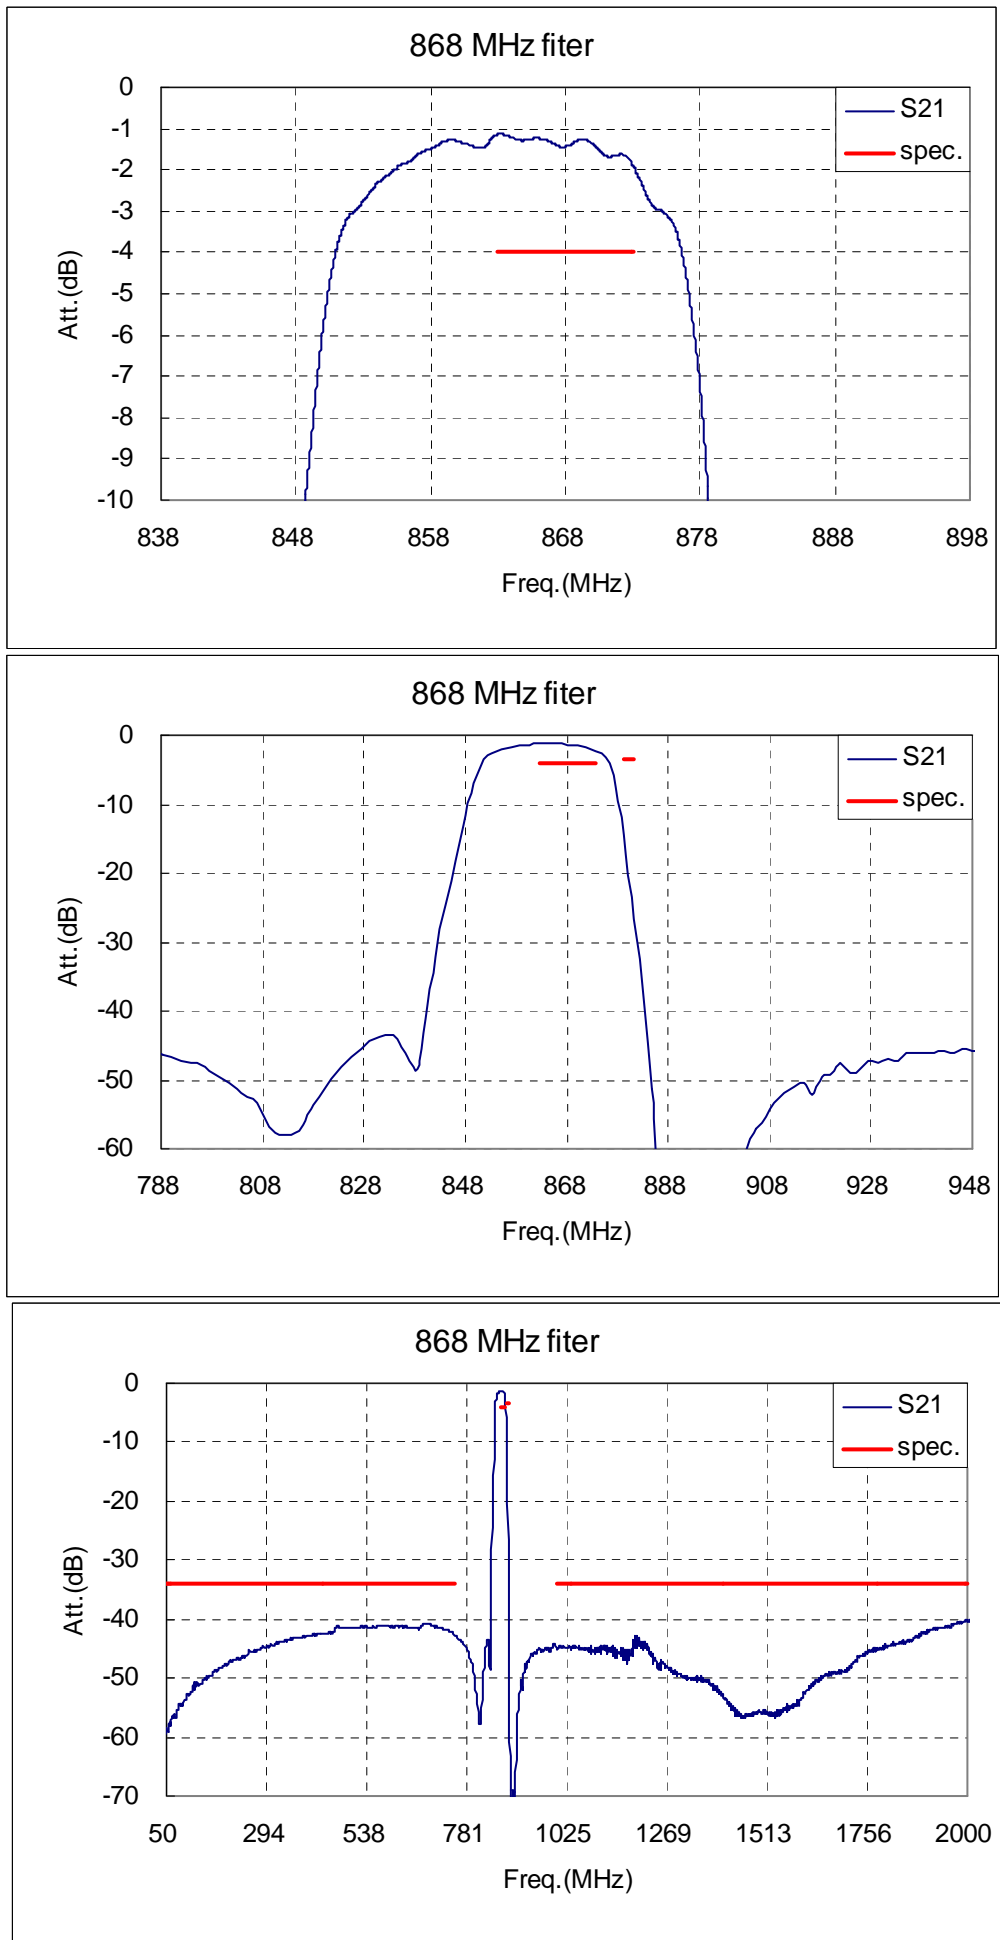 868 MHz fiter
0
-1
-2
-3
-4
-5
-6
-7
-8
-9
-10
Att.(dB)
S21
spec.
838 848 858 868 878 888 898
Freq.(MHz)
868 MHz fiter
0
-10
-20
-30
-40
-50
-60
Att.(dB)
S21
spec.
788 808 828 848 868 888 908 928 948
Freq.(MHz)
868 MHz fiter
0
-10
-20
-30
-40
-50
-60
-70
Att.(dB)
S21
spec.
50 294 538 781 1025 1269 1513 1756 2000
Freq.(MHz)